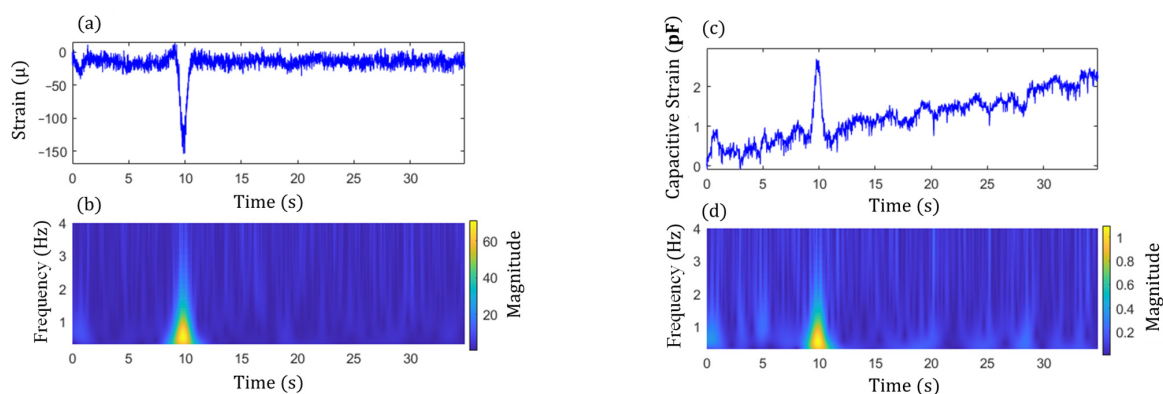 (a)
Strain (µ)
0
−50
−100
−150
0 5 10 15 20 25 30
Time (s)
(b)
Frequency (Hz)
4
3
2
1
0 5 10 15 20 25 30
Time (s)
60
40
20
Magnitude
(c)
Capacitive Strain (pF)
2
1
0
0 5 10 15 20 25 30
Time (s)
(d)
Frequency (Hz)
4
3
2
1
0 5 10 15 20 25 30
Time (s)
1
0.8
0.6
0.4
0.2
Magnitude